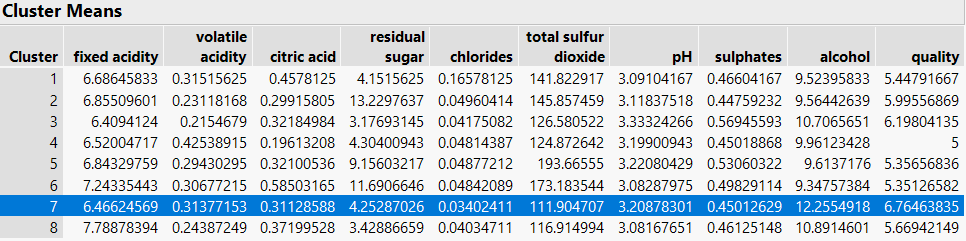 Cluster Means
Cluster fixed acidity volatile acidity citric acid residual sugar chlorides total sulfur dioxide pH sulphates alcohol quality
1 6.68645833 0.31515625 0.4578125 4.1515625 0.16578125 141.822917 3.09104167 0.46604167 9.52395833 5.44791667
2 6.85509601 0.23118168 0.29915805 13.2297637 0.04960414 145.857459 3.11837518 0.44759232 9.56442639 5.99556869
3 6.4094124 0.2154679 0.32184984 3.17693145 0.04175082 126.580522 3.33324266 0.56945593 10.7065651 6.19804135
4 6.52004717 0.42538915 0.19613208 4.30400943 0.04814387 124.872642 3.19900943 0.45018868 9.96123428 5
5 6.84329759 0.29430295 0.32100536 9.15603217 0.04877212 193.66555 3.22080429 0.53060322 9.6137176 5.35656836
6 7.24335443 0.30677215 0.58503165 11.6906646 0.04842089 173.183544 3.08287975 0.49829114 9.34757384 5.35126582
7 6.46624569 0.31377153 0.31128588 4.25287026 0.03402411 111.904707 3.20878301 0.45012629 12.2554918 6.76463835
8 7.78878394 0.24387249 0.37199528 3.42886659 0.04034711 116.914994 3.08167651 0.46125148 10.8914601 5.66942149